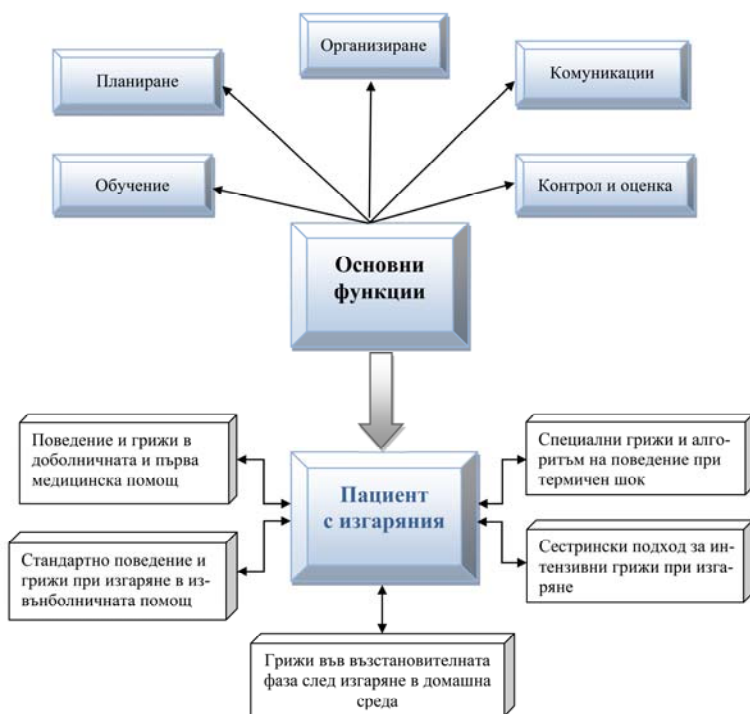 Организиране
Планиране
Комуникации
Обучение
Контрол и оценка
Основни
функции
Поведение и грижи в
доболничната и първа
медицинска помощ
Специални грижи и алго-
ритъм на поведение при
термичен шок
Пациент
с изгаряния
Стандартно поведение и
грижи при изгаряне в из-
вънболничната помощ
Сестрински подход за ин-
тензивни грижи при изга-
ряне
Грижи във възстановителната
фаза след изгаряне в домашна
среда